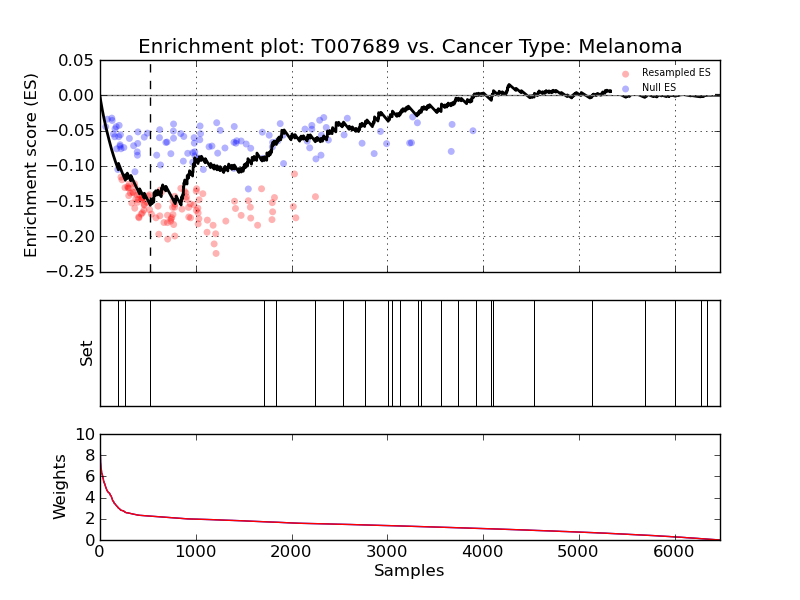 Enrichment plot: T007689 vs. Cancer Type: Melanoma
0.05
0.00
−0.05
−0.10
−0.15
−0.20
−0.25
Enrichment score (ES)
Resampled ES
Null ES
Set
10
8
6
4
2
0
Weights
0 1000 2000 3000 4000 5000 6000
Samples